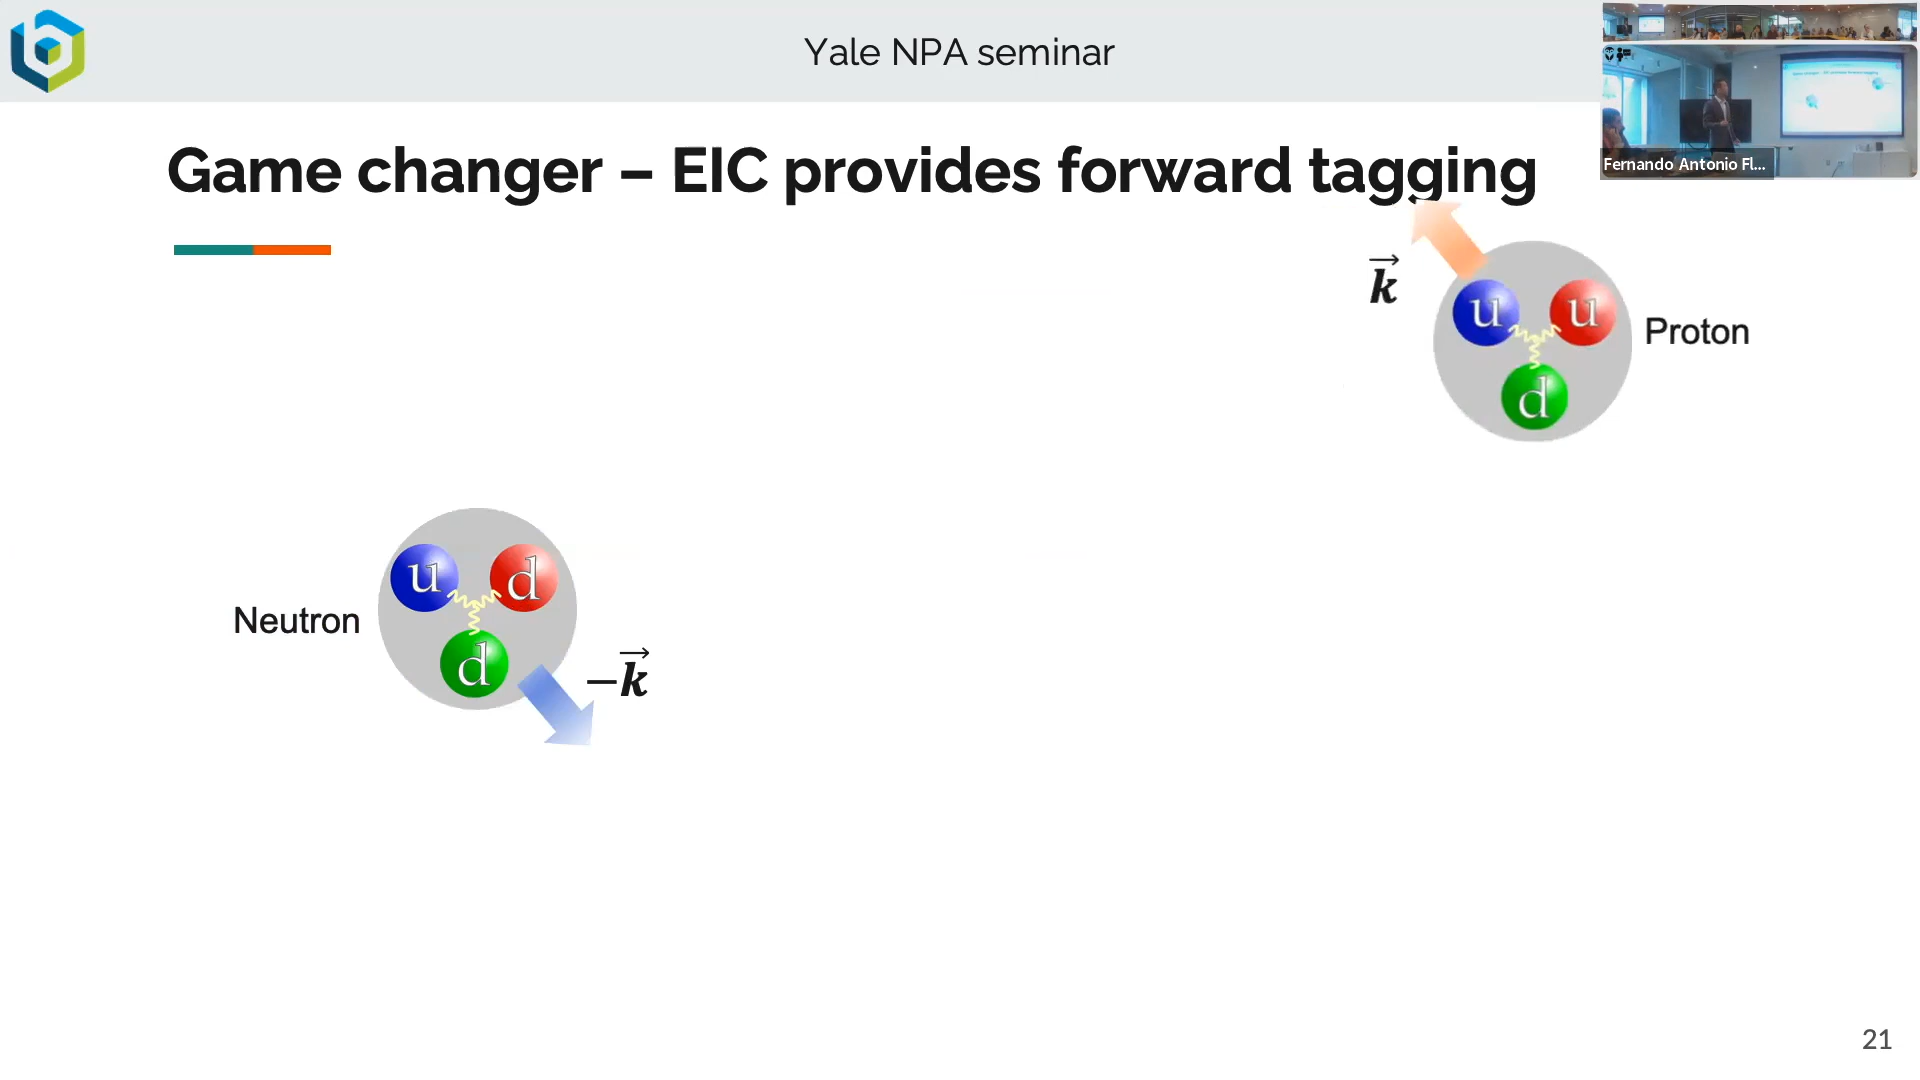 Yale NPA seminar
Game changer – EIC provides forward tagging
Fernando Antonio Fl...
k
u
u
Proton
d
u
d
Neutron
d
−k
21